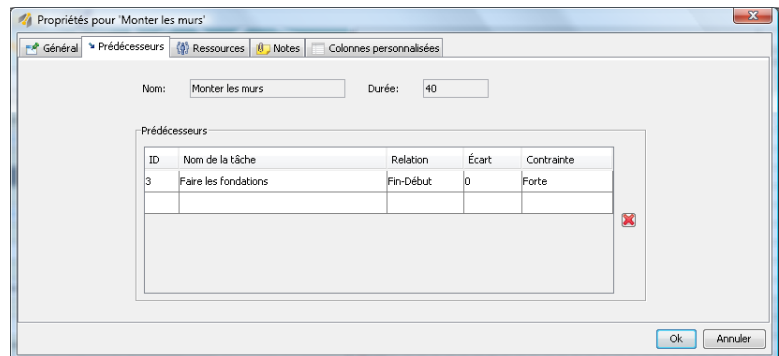 Propriétés pour 'Monter les murs'
Général Prédécesseurs Ressources Notes Colonnes personnalisées
Nom: Monter les murs Durée: 40
Prédécesseurs
ID Nom de la tâche Relation Écart Contrainte
3 Faire les fondations Fin-Début 0 Forte
Ok Annuler